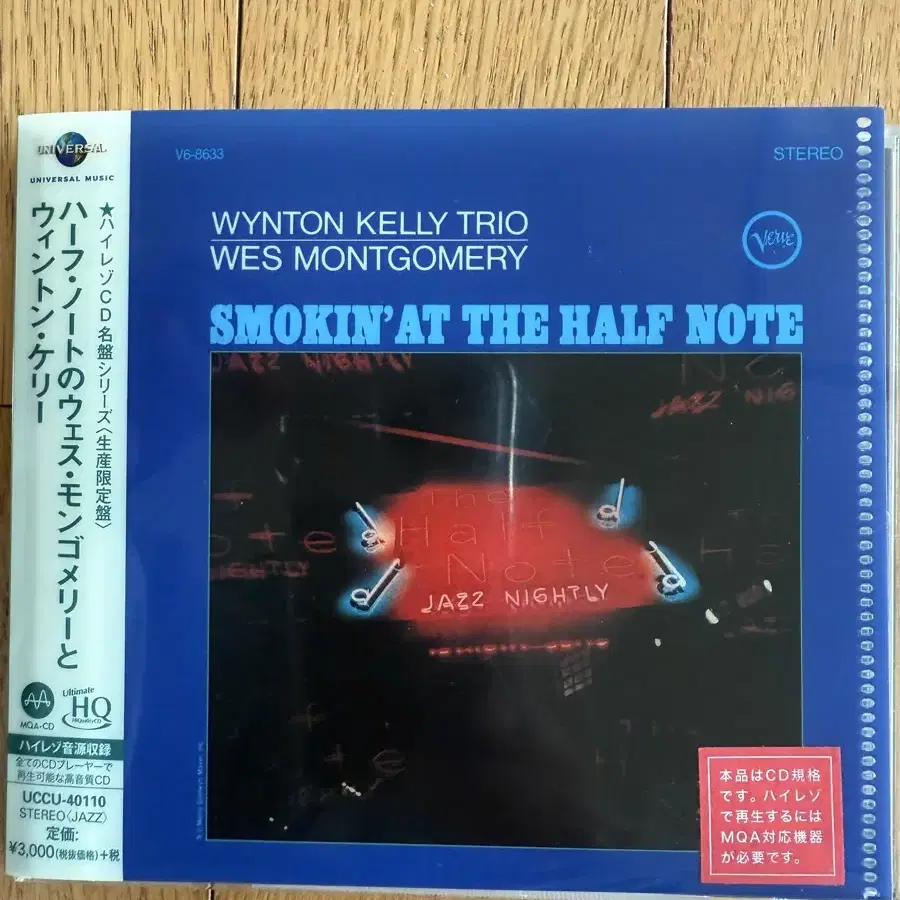 UNIVERSAL
UNIVERSAL MUSIC
★ハイレゾCD名盤シリーズ〈生産限定盤〉
ハーフ・ノートのウェス・モンゴメリーと
ウィントン・ケリー
MQA-CD
Ultimate
HQ
HiQualityCD
ハイレゾ音源収録
全てのCDプレーヤーで
再生可能な高音質CD
UCCU-40110
STEREO〈JAZZ〉
定価:
¥3,000(税抜価格)+税
V6-8633
STEREO
WYNTON KELLY TRIO
WES MONTGOMERY
Verve
SMOKIN' AT THE HALF NOTE
JAZZ NIGHTLY
JAZZ NIG
The
Half
Note
JAZZ NIGHTLY
本品はCD規格
です。ハイレゾ
で再生するには
MQA対応機器
が必要です。